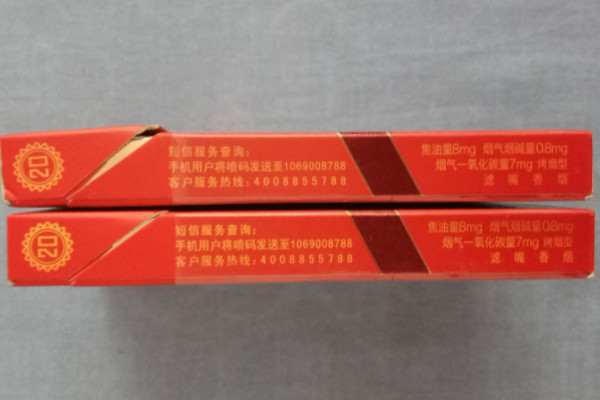 20
短信服务查询：
手机用户将喷码发送至1069008788
客户服务热线：4008855788
焦油量8mg 烟气烟碱量0.8mg
烟气一氧化碳量7mg 烤烟型
滤嘴香烟
20
短信服务查询：
手机用户将喷码发送至1069008788
客户服务热线：4008855788
焦油量8mg 烟气烟碱量0.8mg
烟气一氧化碳量7mg 烤烟型
滤嘴香烟